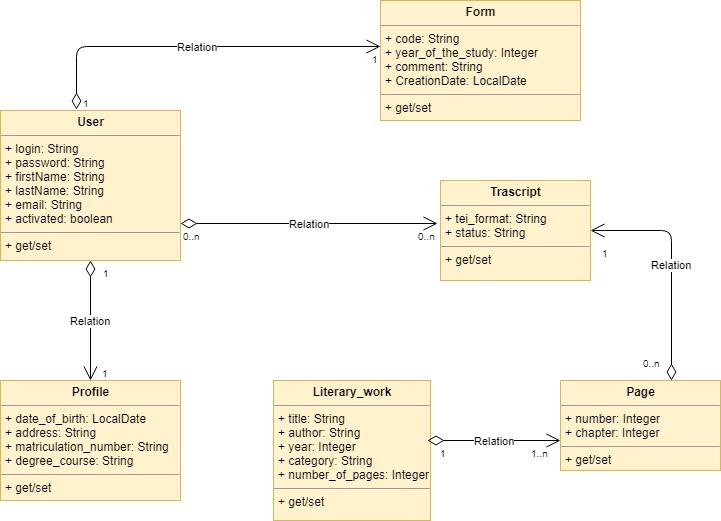 Form
+ code: String
+ year_of_the_study: Integer
+ comment: String
+ CreationDate: LocalDate
+ get/set
Relation
1
1
User
+ login: String
+ password: String
+ firstName: String
+ lastName: String
+ email: String
+ activated: boolean
+ get/set
Relation
0..n
0..n
Trascript
+ tei_format: String
+ status: String
+ get/set
1
Relation
0..n
1
Relation
1
Profile
+ date_of_birth: LocalDate
+ address: String
+ matriculation_number: String
+ degree_course: String
+ get/set
Literary_work
+ title: String
+ author: String
+ year: Integer
+ category: String
+ number_of_pages: Integer
+ get/set
Relation
1
1..n
Page
+ number: Integer
+ chapter: Integer
+ get/set